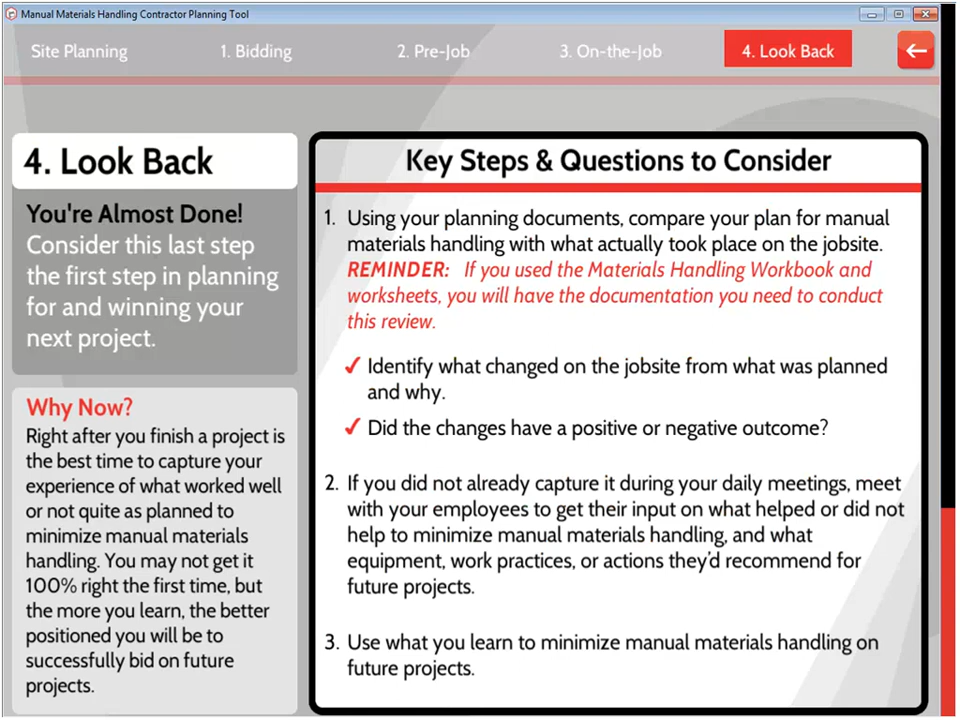 Manual Materials Handling Contractor Planning Tool
Site Planning
1. Bidding
2. Pre-Job
3. On-the-Job
4. Look Back
4. Look Back
You're Almost Done!
Consider this last step
the first step in planning
for and winning your
next project.
Why Now?
Right after you finish a project is
the best time to capture your
experience of what worked well
or not quite as planned to
minimize manual materials
handling. You may not get it
100% right the first time, but
the more you learn, the better
positioned you will be to
successfully bid on future
projects.
Key Steps & Questions to Consider
1. Using your planning documents, compare your plan for manual
materials handling with what actually took place on the jobsite.
REMINDER: If you used the Materials Handling Workbook and
worksheets, you will have the documentation you need to conduct
this review.
✓ Identify what changed on the jobsite from what was planned
and why.
✓ Did the changes have a positive or negative outcome?
2. If you did not already capture it during your daily meetings, meet
with your employees to get their input on what helped or did not
help to minimize manual materials handling, and what
equipment, work practices, or actions they'd recommend for
future projects.
3. Use what you learn to minimize manual materials handling on
future projects.